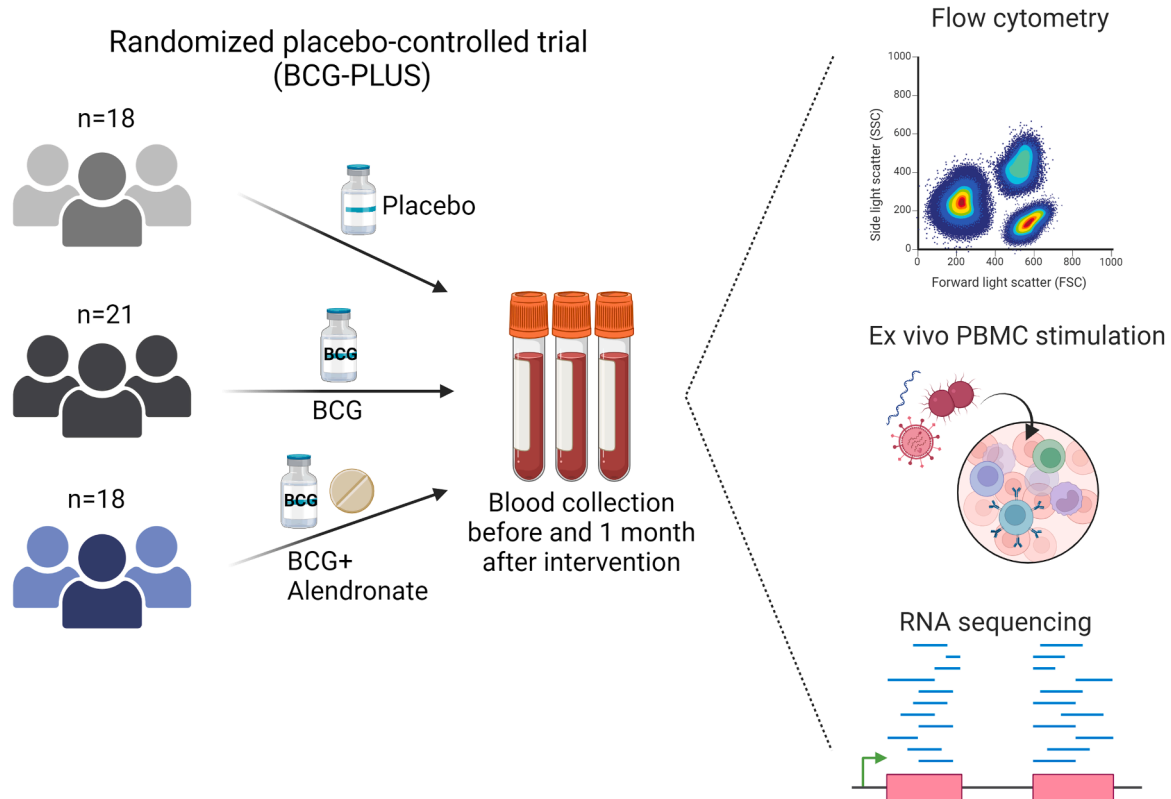 Randomized placebo-controlled trial
(BCG-PLUS)
n=18
Placebo
n=21
BCG
BCG
n=18
BCG
BCG+
Alendronate
Blood collection
before and 1 month
after intervention
Flow cytometry
Side light scatter (SSC)
1000
800
600
400
200
0
0 200 400 600 800 1000
Forward light scatter (FSC)
Ex vivo PBMC stimulation
RNA sequencing